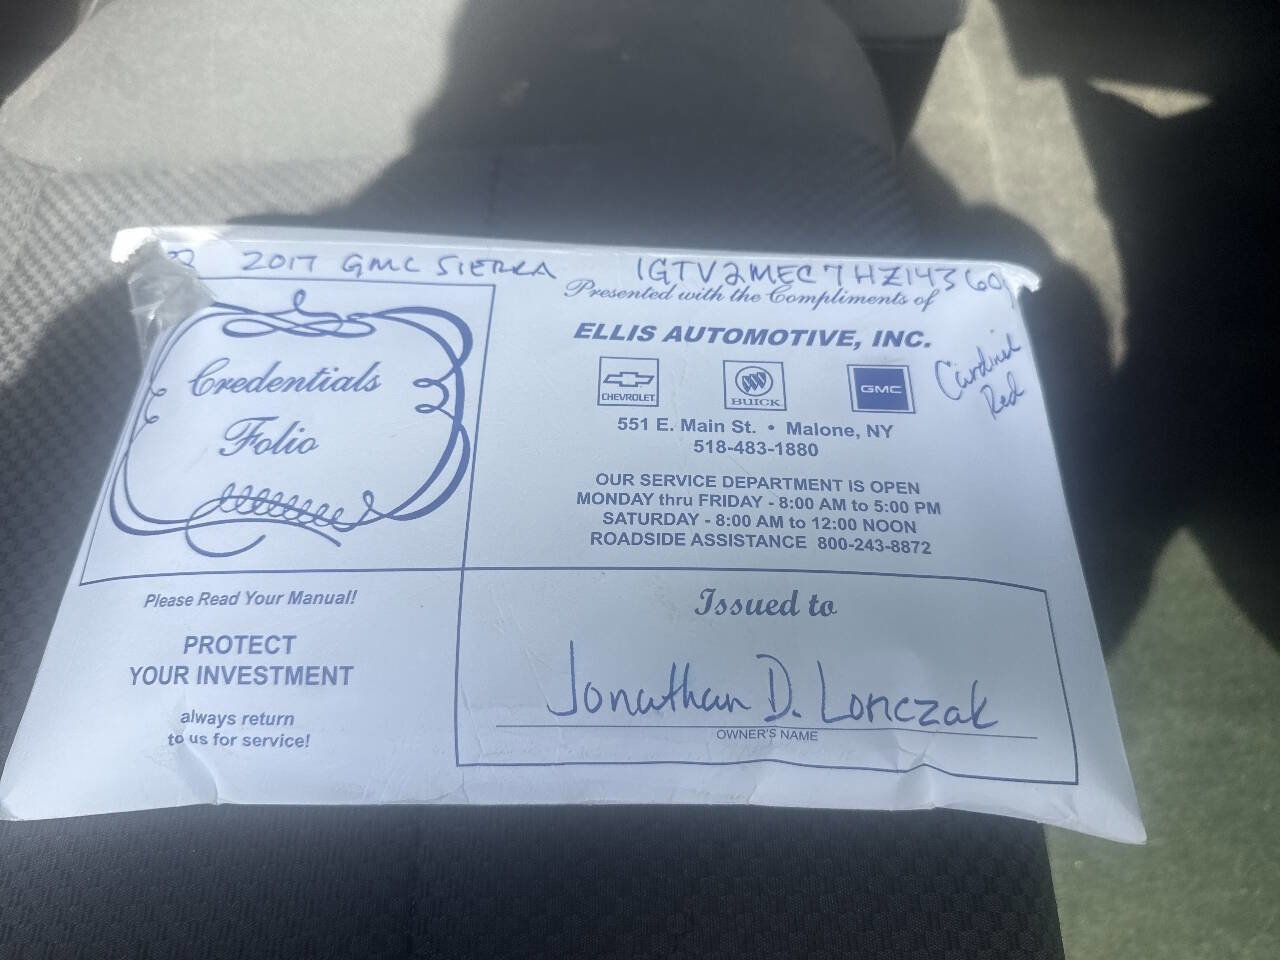 2017 GMC SIERRA 1GTV2MEC7HZ143609
Credentials
Folio
Presented with the Compliments of
ELLIS AUTOMOTIVE, INC.
CHEVROLET BUICK GMC
Cardinal
Red
551 E. Main St. • Malone, NY
518-483-1880
OUR SERVICE DEPARTMENT IS OPEN
MONDAY thru FRIDAY - 8:00 AM to 5:00 PM
SATURDAY - 8:00 AM to 12:00 NOON
ROADSIDE ASSISTANCE 800-243-8872
Please Read Your Manual!
PROTECT
YOUR INVESTMENT
always return
to us for service!
Issued to
Jonathan D. Lonczak
OWNER'S NAME